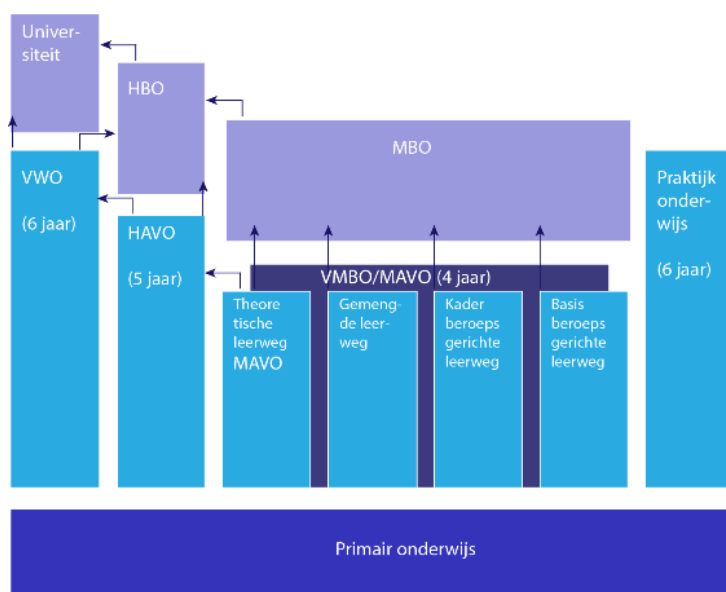 Univer-
siteit
HBO
MBO
VWO
(6 jaar)
HAVO
(5 jaar)
Praktijk
onder-
wijs
(6 jaar)
VMBO/MAVO (4 jaar)
Theore
tische
leerweg
MAVO
Gemeng-
de leer-
weg
Kader
beroeps
gerichte
leerweg
Basis
beroeps
gerichte
leerweg
Primair onderwijs